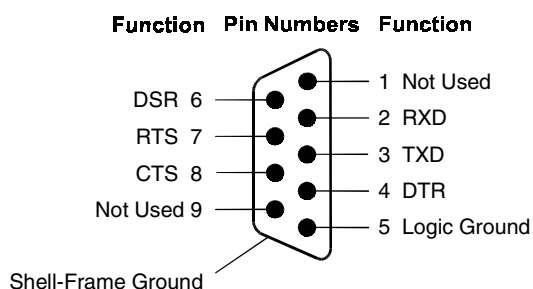 Function Pin Numbers Function
1 Not Used
DSR 6
2 RXD
RTS 7
3 TXD
CTS 8
4 DTR
Not Used 9
5 Logic Ground
Shell-Frame Ground